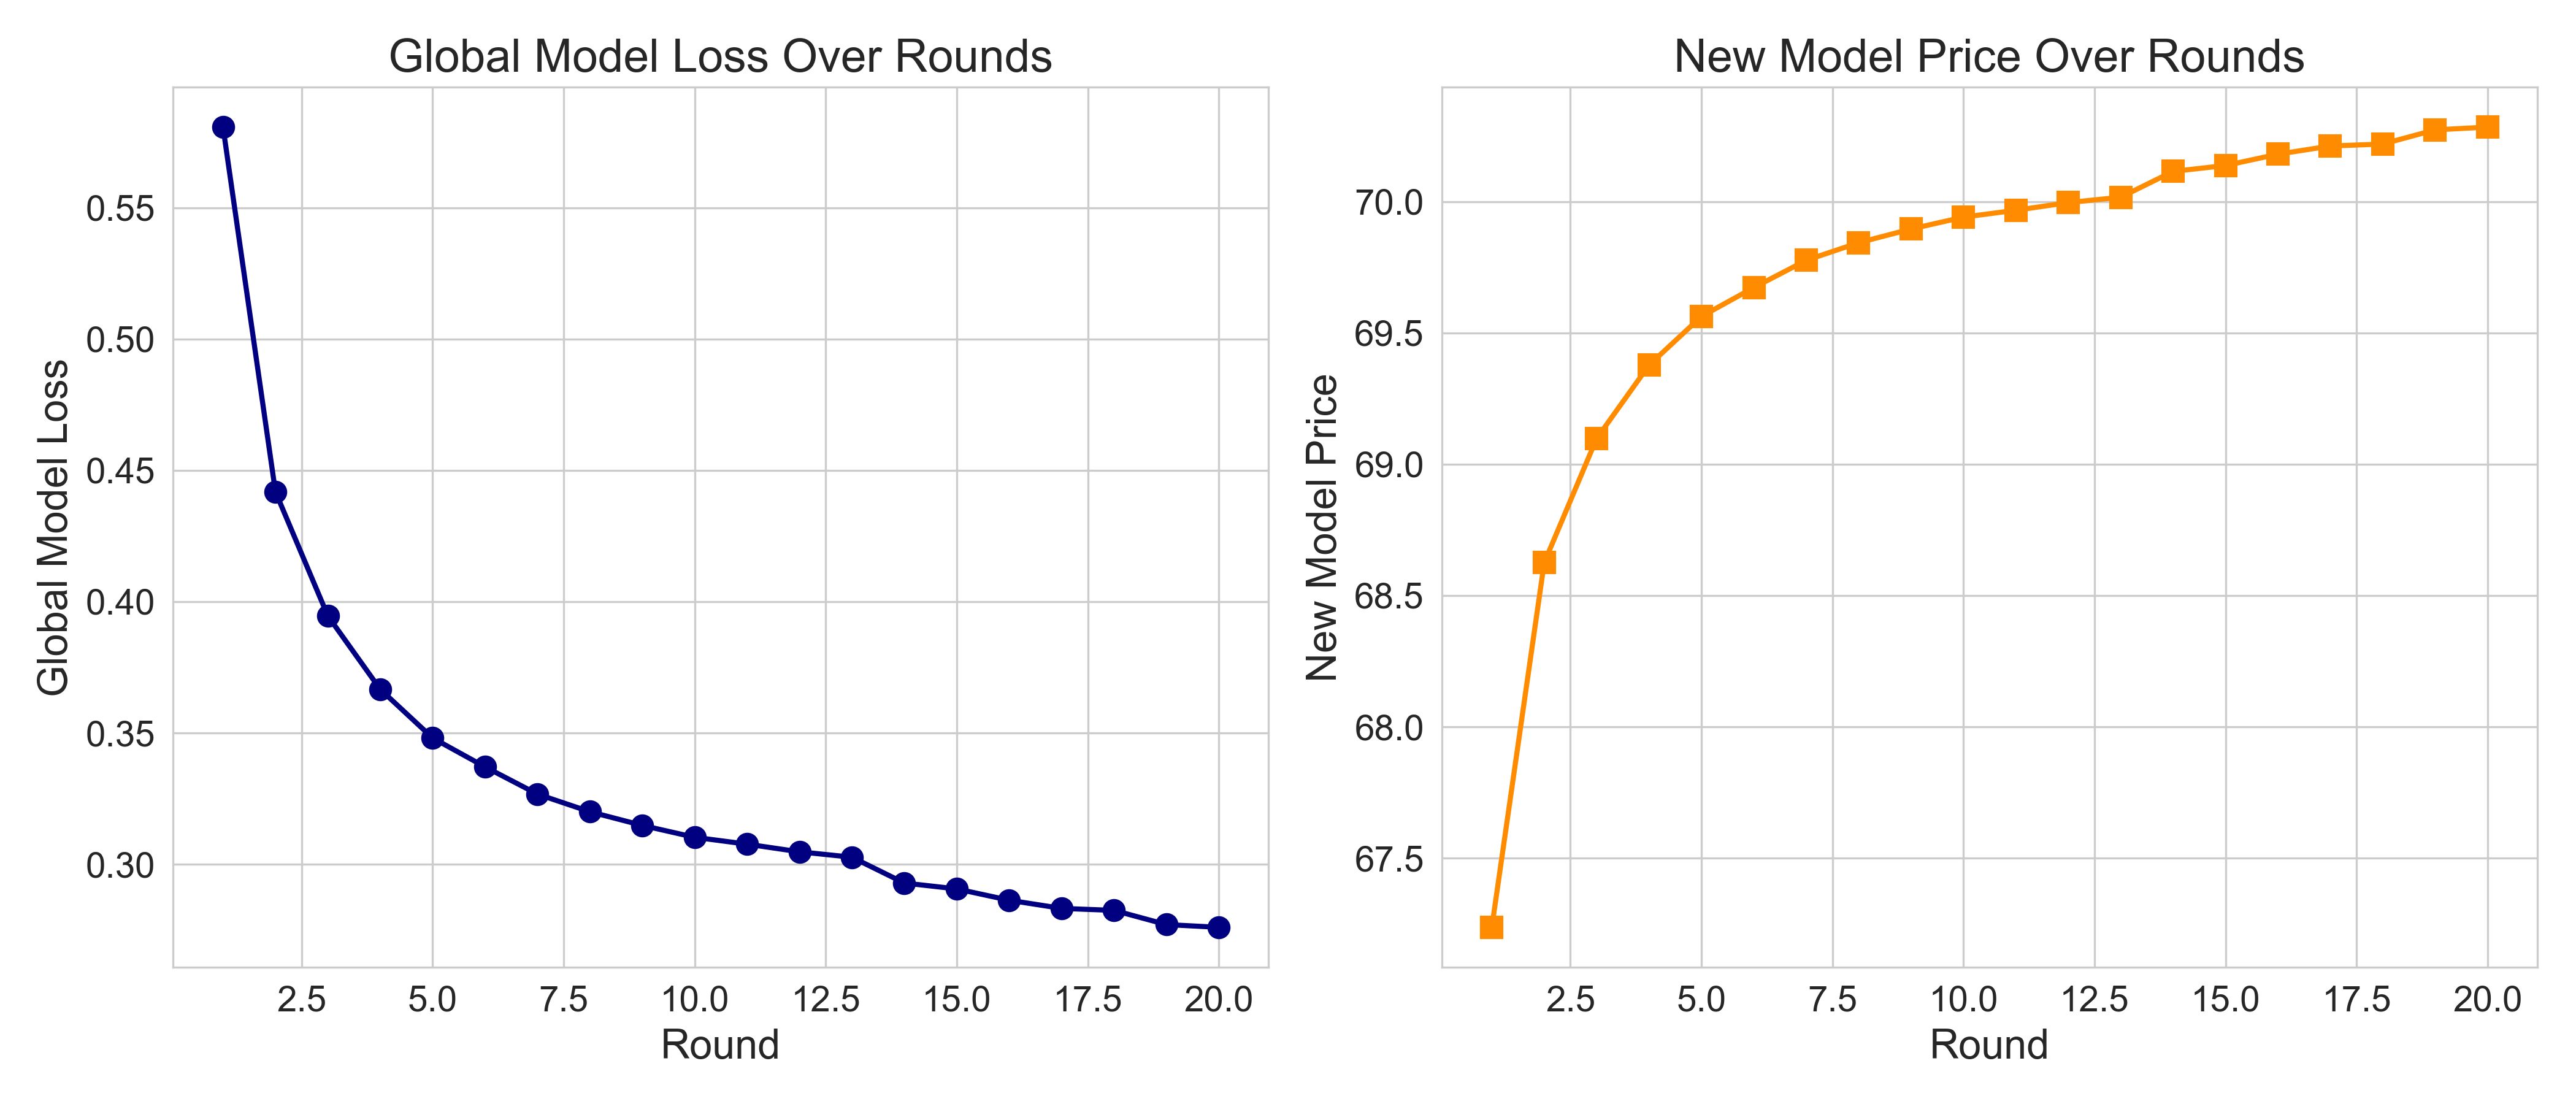 Global Model Loss Over Rounds
Global Model Loss
0.55
0.50
0.45
0.40
0.35
0.30
2.5 5.0 7.5 10.0 12.5 15.0 17.5 20.0
Round
New Model Price Over Rounds
New Model Price
70.0
69.5
69.0
68.5
68.0
67.5
2.5 5.0 7.5 10.0 12.5 15.0 17.5 20.0
Round